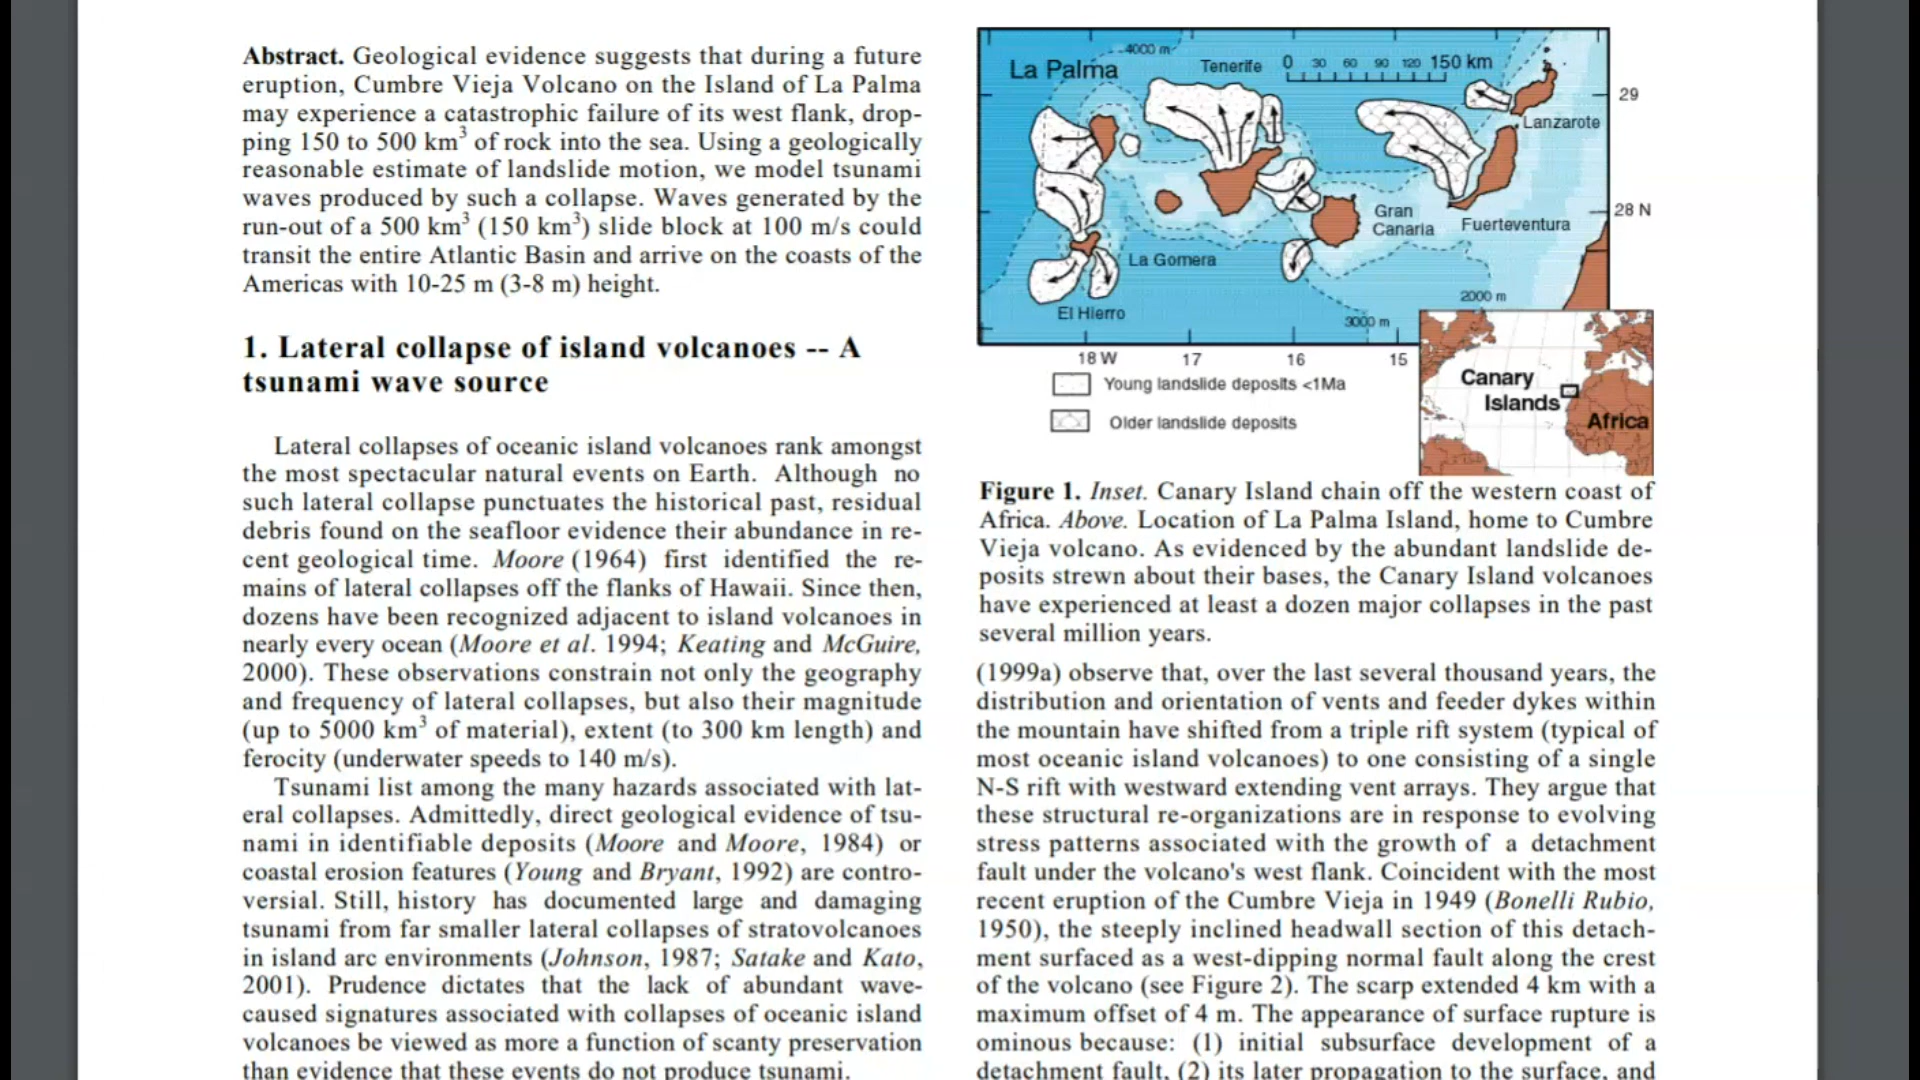 Abstract. Geological evidence suggests that during a future
eruption, Cumbre Vieja Volcano on the Island of La Palma
may experience a catastrophic failure of its west flank, drop-
ping 150 to 500 km³ of rock into the sea. Using a geologically
reasonable estimate of landslide motion, we model tsunami
waves produced by such a collapse. Waves generated by the
run-out of a 500 km³ (150 km³) slide block at 100 m/s could
transit the entire Atlantic Basin and arrive on the coasts of the
Americas with 10-25 m (3-8 m) height.
1. Lateral collapse of island volcanoes -- A
tsunami wave source
Lateral collapses of oceanic island volcanoes rank amongst
the most spectacular natural events on Earth. Although no
such lateral collapse punctuates the historical past, residual
debris found on the seafloor evidence their abundance in re-
cent geological time. Moore (1964) first identified the re-
mains of lateral collapses off the flanks of Hawaii. Since then,
dozens have been recognized adjacent to island volcanoes in
nearly every ocean (Moore et al. 1994; Keating and McGuire,
2000). These observations constrain not only the geography
and frequency of lateral collapses, but also their magnitude
(up to 5000 km³ of material), extent (to 300 km length) and
ferocity (underwater speeds to 140 m/s).
Tsunami list among the many hazards associated with lat-
eral collapses. Admittedly, direct geological evidence of tsu-
nami in identifiable deposits (Moore and Moore, 1984) or
coastal erosion features (Young and Bryant, 1992) are contro-
versial. Still, history has documented large and damaging
tsunami from far smaller lateral collapses of stratovolcanoes
in island arc environments (Johnson, 1987; Satake and Kato,
2001). Prudence dictates that the lack of abundant wave-
caused signatures associated with collapses of oceanic island
volcanoes be viewed as more a function of scanty preservation
than evidence that these events do not produce tsunami.
4000 m
La Palma
Tenerife
0 30 60 90 120 150 km
29
Lanzarote
28 N
Gran
Canaria
Fuerteventura
La Gomera
2000 m
El Hierro
3000 m
18 W 17 16 15
Young landslide deposits <1Ma
Older landslide deposits
Canary
Islands
Africa
Figure 1. Inset. Canary Island chain off the western coast of
Africa. Above. Location of La Palma Island, home to Cumbre
Vieja volcano. As evidenced by the abundant landslide de-
posits strewn about their bases, the Canary Island volcanoes
have experienced at least a dozen major collapses in the past
several million years.
(1999a) observe that, over the last several thousand years, the
distribution and orientation of vents and feeder dykes within
the mountain have shifted from a triple rift system (typical of
most oceanic island volcanoes) to one consisting of a single
N-S rift with westward extending vent arrays. They argue that
these structural re-organizations are in response to evolving
stress patterns associated with the growth of a detachment
fault under the volcano's west flank. Coincident with the most
recent eruption of the Cumbre Vieja in 1949 (Bonelli Rubio,
1950), the steeply inclined headwall section of this detach-
ment surfaced as a west-dipping normal fault along the crest
of the volcano (see Figure 2). The scarp extended 4 km with a
maximum offset of 4 m. The appearance of surface rupture is
ominous because: (1) initial subsurface development of a
detachment fault, (2) its later propagation to the surface, and